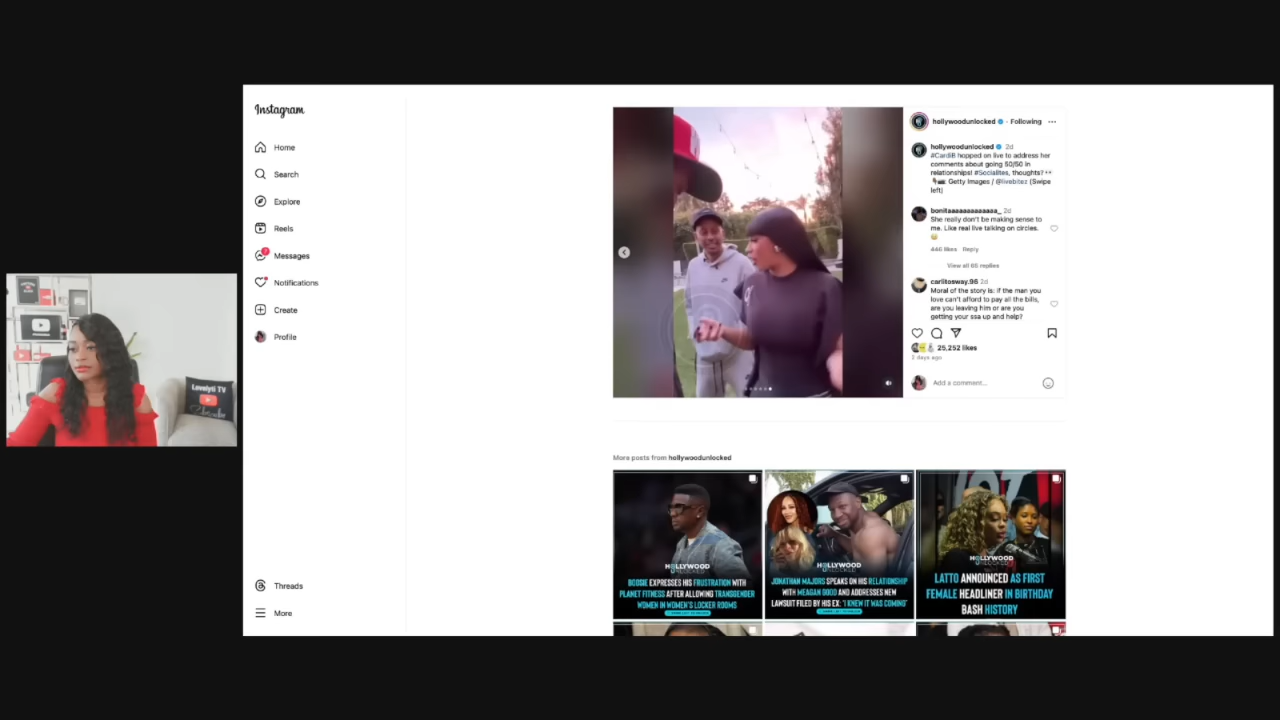 Instagram
Home
Search
Explore
Reels
Messages
Notifications
Create
Profile
Threads
More
Lovelyti TV
hollywoodunlocked · Following
hollywoodunlocked 2d
#CardiB hopped on live to address her
comments about going 50/50 in
relationships! #Socialites, thoughts?
: Getty Images / @livebitez (Swipe
left)
bonitaaaaaaaaaaaaa_ 2d
She really don't be making sense to
me. Like real live talking on circles.
446 likes Reply
View all 65 replies
carlitosway.96 2d
Moral of the story is: if the man you
love can't afford to pay all the bills,
are you leaving him or are you
getting your ssa up and help?
25,252 likes
2 days ago
Add a comment...
More posts from hollywoodunlocked
HOLLYWOOD
UNLOCKED
BOOSIE EXPRESSES HIS FRUSTRATION WITH
PLANET FITNESS AFTER ALLOWING TRANSGENDER
WOMEN IN WOMEN'S LOCKER ROOMS
HOLLYWOOD
UNLOCKED
JONATHAN MAJORS SPEAKS ON HIS RELATIONSHIP
WITH MEAGAN GOOD AND ADDRESSES NEW
LAWSUIT FILED BY HIS EX: 'I KNEW IT WAS COMING'
HOLLYWOOD
UNLOCKED
LATTO ANNOUNCED AS FIRST
FEMALE HEADLINER IN BIRTHDAY
BASH HISTORY